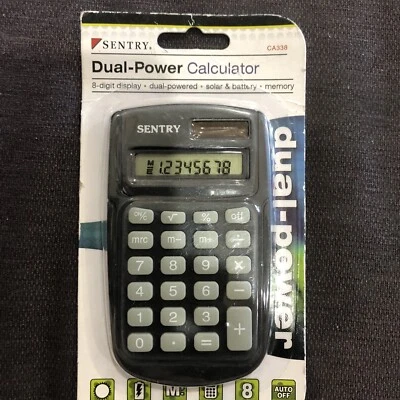 SENTRY®
CA338
Dual-Power Calculator
8-digit display • dual-powered • solar & battery • memory
SENTRY
12345678
√ % off
mrc m- m+ ÷
7 8 9 ×
4 5 6 −
1 2 3 +
0 . =
dual-power
8
AUTO OFF